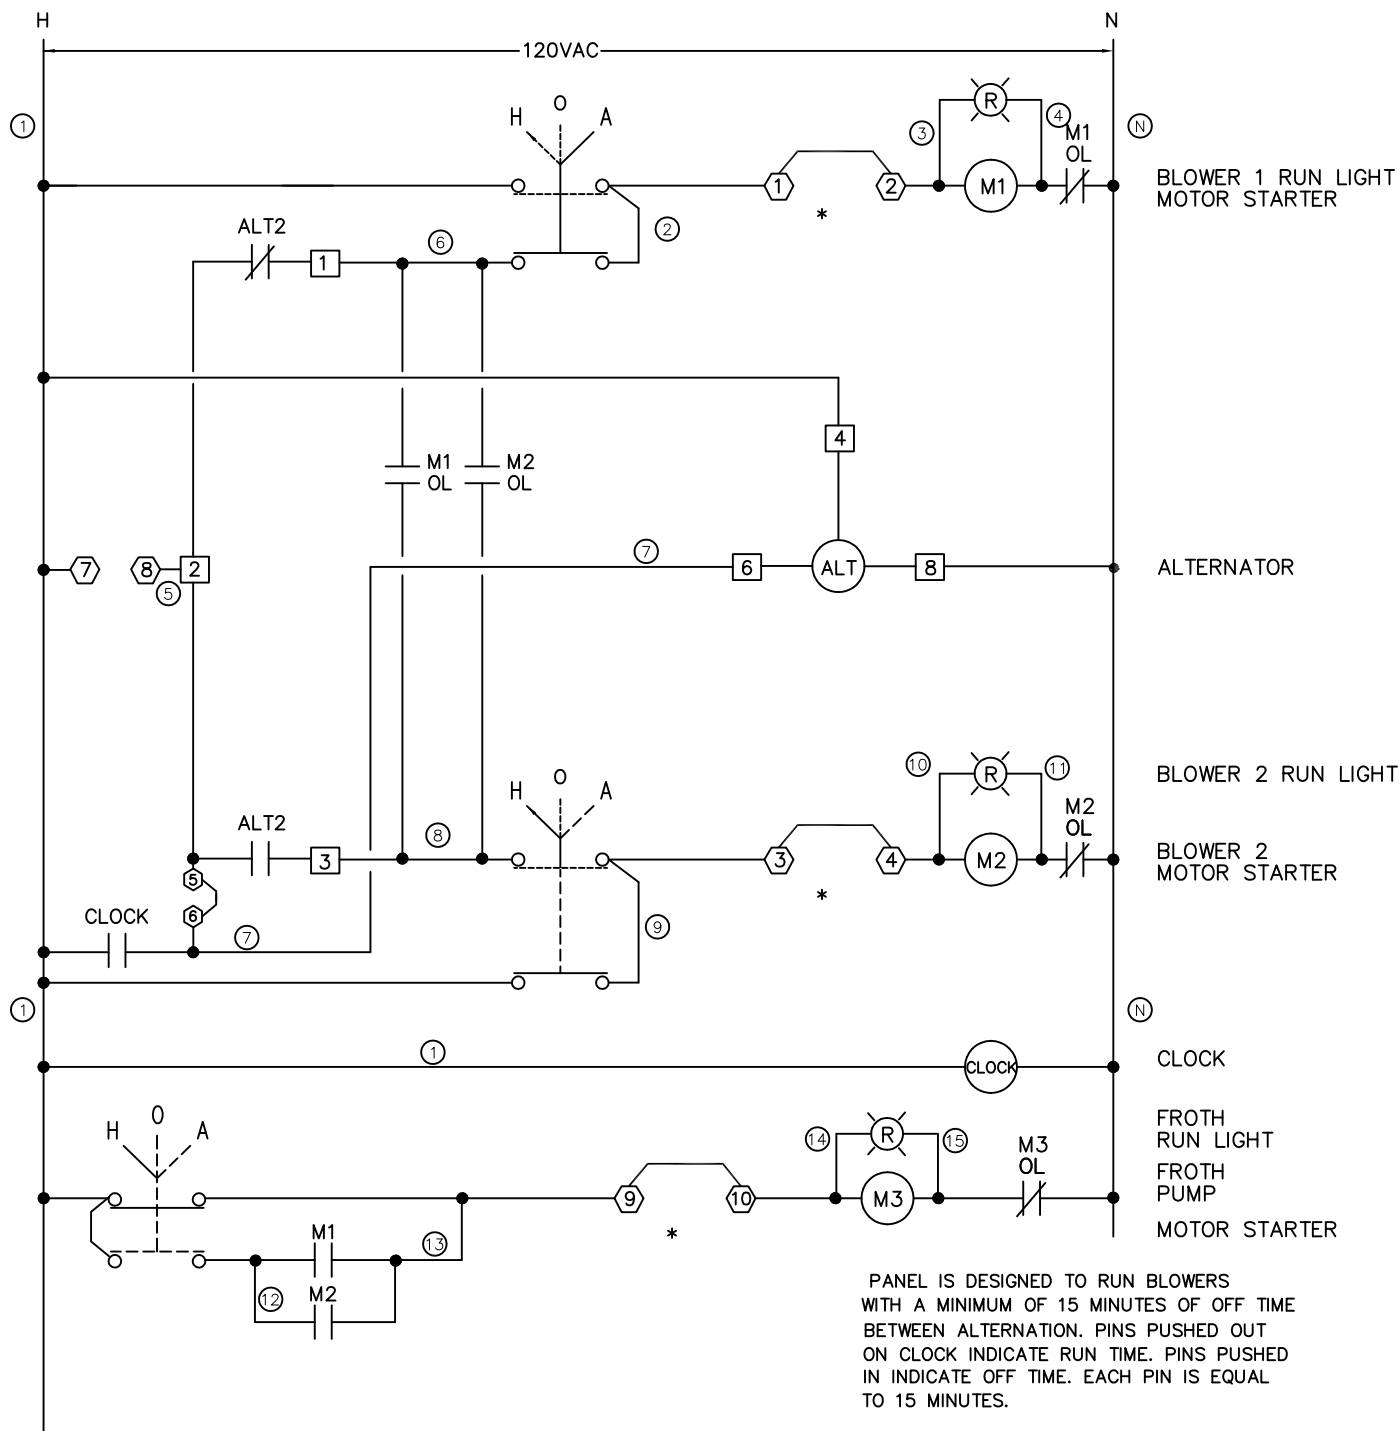 H N
120VAC
H O A
R
1 3 4 N
M1
OL
1 2 M1
BLOWER 1 RUN LIGHT
MOTOR STARTER
*
ALT2
1 6 2
4
M1
OL
M2
OL
7
7 8 2 6 ALT 8
5
ALTERNATOR
H O A
10 R 11
BLOWER 2 RUN LIGHT
M2
OL
ALT2
3 8 3 4 M2
BLOWER 2
MOTOR STARTER
*
5
6
CLOCK
7 9
1 N
1
CLOCK
CLOCK
H O A
14 R 15
FROTH
RUN LIGHT
M3
OL
9 10 M3
FROTH
PUMP
MOTOR STARTER
*
M1
13
12
M2
PANEL IS DESIGNED TO RUN BLOWERS
WITH A MINIMUM OF 15 MINUTES OF OFF TIME
BETWEEN ALTERNATION. PINS PUSHED OUT
ON CLOCK INDICATE RUN TIME. PINS PUSHED
IN INDICATE OFF TIME. EACH PIN IS EQUAL
TO 15 MINUTES.